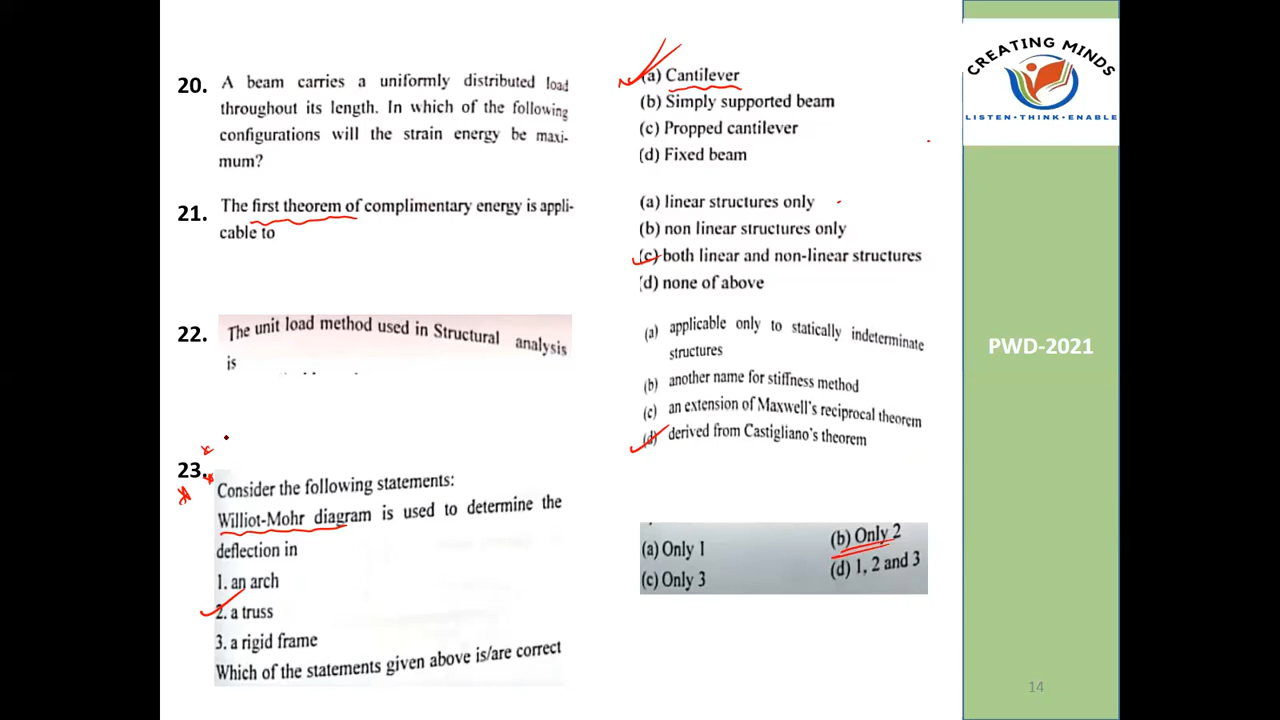 20. A beam carries a uniformly distributed load
throughout its length. In which of the following
configurations will the strain energy be maxi-
mum?
(a) Cantilever
(b) Simply supported beam
(c) Propped cantilever
(d) Fixed beam
21. The first theorem of complimentary energy is appli-
cable to
(a) linear structures only
(b) non linear structures only
(c) both linear and non-linear structures
(d) none of above
22. The unit load method used in Structural analysis
is
(a) applicable only to statically indeterminate
structures
(b) another name for stiffness method
(c) an extension of Maxwell's reciprocal theorem
(d) derived from Castigliano's theorem
23. Consider the following statements:
Williot-Mohr diagram is used to determine the
deflection in
1. an arch
2. a truss
3. a rigid frame
Which of the statements given above is/are correct
(a) Only 1
(b) Only 2
(c) Only 3
(d) 1, 2 and 3
CREATING MINDS
LISTEN•THINK•ENABLE
PWD-2021
14